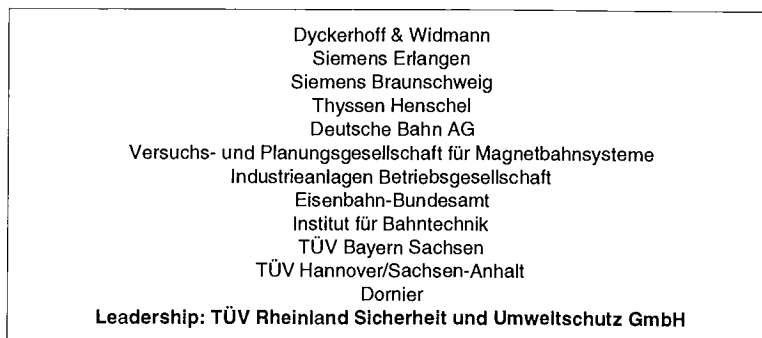 Dyckerhoff & Widmann
Siemens Erlangen
Siemens Braunschweig
Thyssen Henschel
Deutsche Bahn AG
Versuchs- und Planungsgesellschaft für Magnetbahnsysteme
Industrieanlagen Betriebsgesellschaft
Eisenbahn-Bundesamt
Institut für Bahntechnik
TÜV Bayern Sachsen
TÜV Hannover/Sachsen-Anhalt
Dornier
Leadership: TÜV Rheinland Sicherheit und Umweltschutz GmbH